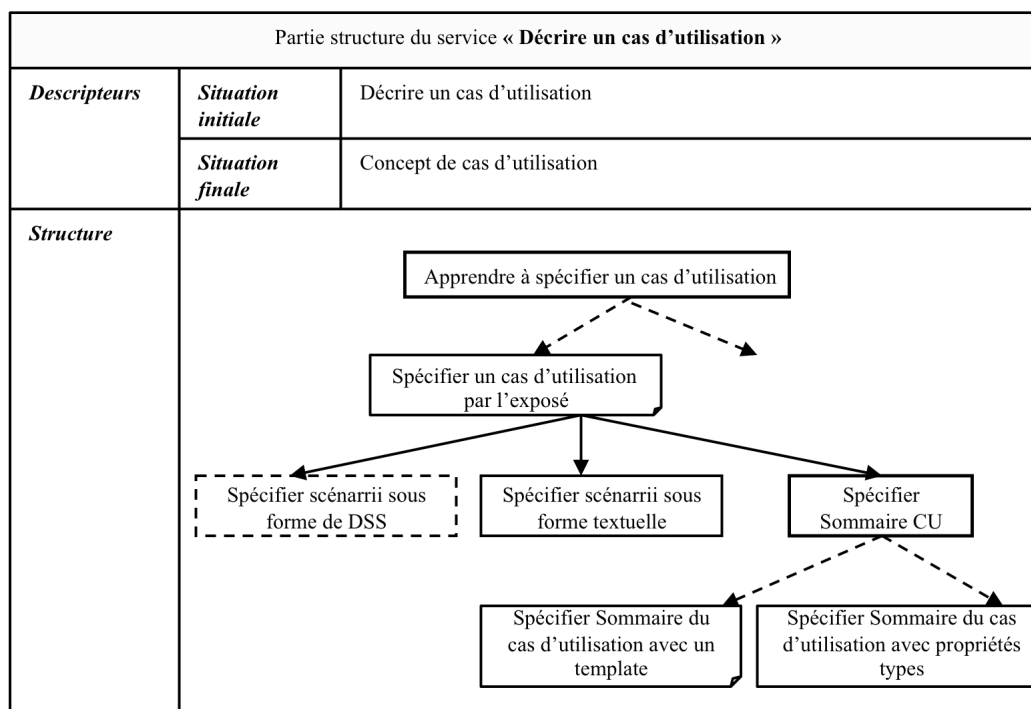 Partie structure du service « Décrire un cas d’utilisation »
Descripteurs
Situation
initiale
Décrire un cas d’utilisation
Situation
finale
Concept de cas d’utilisation
Structure
Apprendre à spécifier un cas d’utilisation
Spécifier un cas d’utilisation
par l’exposé
Spécifier scénarrii sous
forme de DSS
Spécifier scénarrii sous
forme textuelle
Spécifier
Sommaire CU
Spécifier Sommaire du
cas d’utilisation avec un
template
Spécifier Sommaire du cas
d’utilisation avec propriétés
types